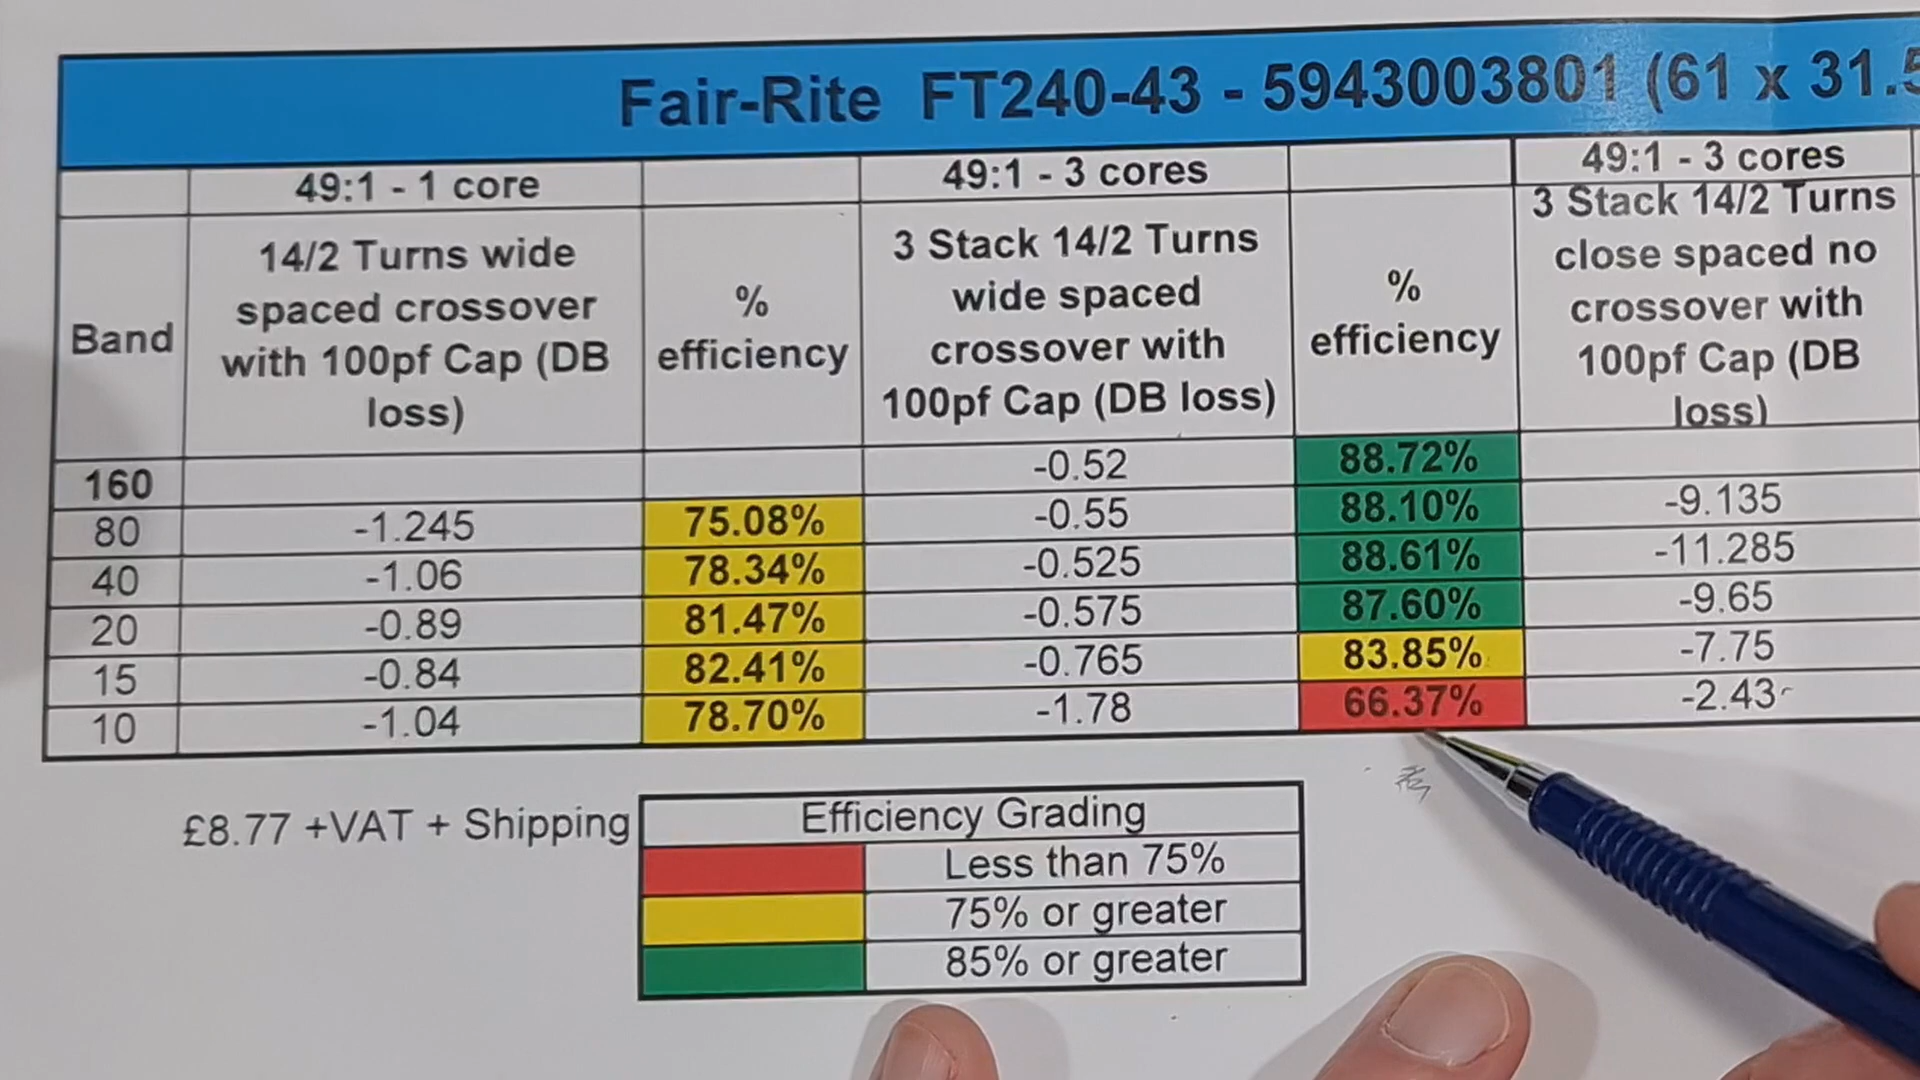 Fair-Rite FT240-43 - 5943003801 (61 x 31.5
49:1 - 1 core
49:1 - 3 cores
49:1 - 3 cores
Band
14/2 Turns wide
spaced crossover
with 100pf Cap (DB
loss)
%
efficiency
3 Stack 14/2 Turns
wide spaced
crossover with
100pf Cap (DB loss)
%
efficiency
3 Stack 14/2 Turns
close spaced no
crossover with
100pf Cap (DB
loss)
160 -0.52 88.72%
80 -1.245 75.08% -0.55 88.10% -9.135
40 -1.06 78.34% -0.525 88.61% -11.285
20 -0.89 81.47% -0.575 87.60% -9.65
15 -0.84 82.41% -0.765 83.85% -7.75
10 -1.04 78.70% -1.78 66.37% -2.43
£8.77 +VAT + Shipping
Efficiency Grading
Less than 75%
75% or greater
85% or greater